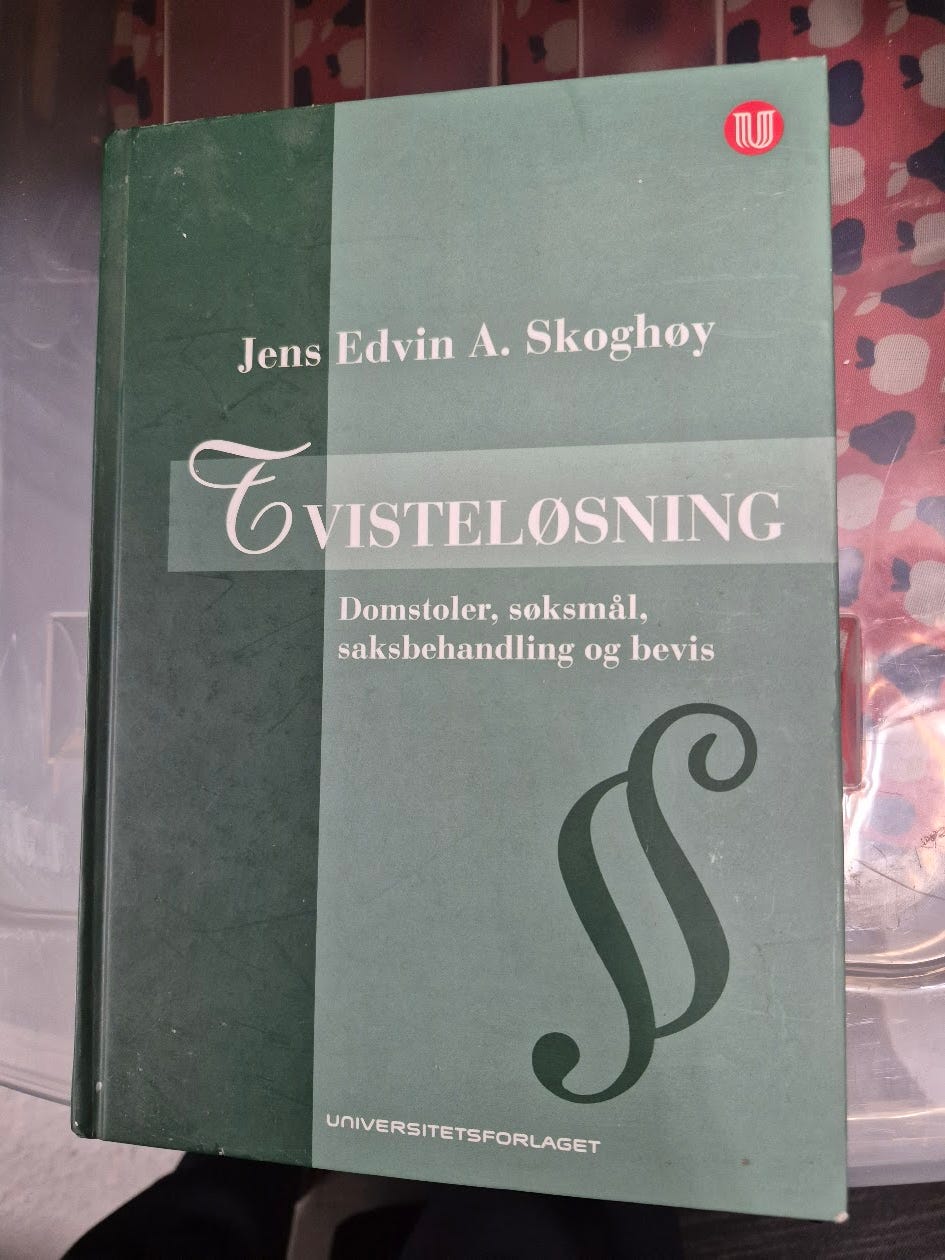 Jens Edvin A. Skoghøy
TVISTELØSNING
Domstoler, søksmål,
saksbehandling og bevis
§
UNIVERSITETSFORLAGET